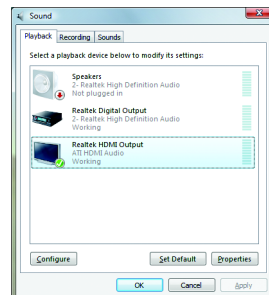 Sound
Playback Recording Sounds
Select a playback device below to modify its settings:
Speakers
2- Realtek High Definition Audio
Not plugged in
Realtek Digital Output
2- Realtek High Definition Audio
Working
Realtek HDMI Output
ATI HDMI Audio
Working
Configure Set Default Properties
OK Cancel Apply